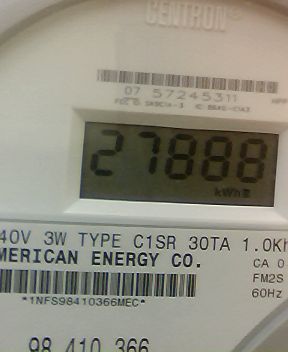 CENTRON®
07 57245311
27888
kWh
40V 3W TYPE C1SR 30TA 1.0Kh
MERICAN ENERGY CO.
CA 0
FM2S
*1NFS98410366MEC*
60Hz
98 410 366